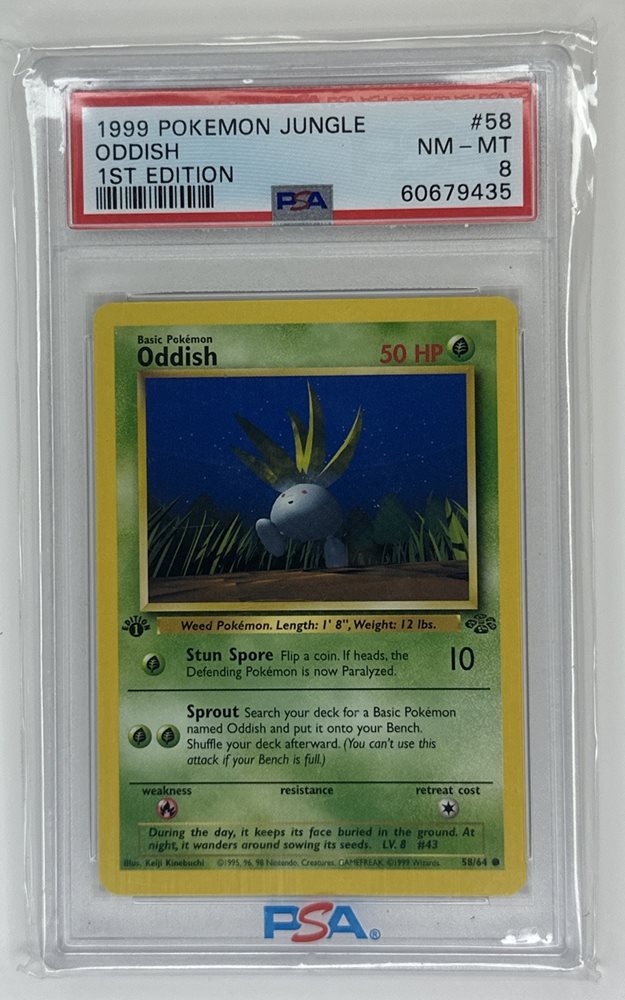 1999 POKEMON JUNGLE #58
ODDISH NM - MT
1ST EDITION 8
60679435
PSA
Basic Pokémon
Oddish 50 HP
EDITION 1
Weed Pokémon. Length: 1' 8", Weight: 12 lbs.
Stun Spore Flip a coin. If heads, the 10
Defending Pokémon is now Paralyzed.
Sprout Search your deck for a Basic Pokémon
named Oddish and put it onto your Bench.
Shuffle your deck afterward. (You can't use this
attack if your Bench is full.)
weakness resistance retreat cost
During the day, it keeps its face buried in the ground. At
night, it wanders around sowing its seeds. LV. 8 #43
Illus. Keiji Kinebuchi ©1995, 96, 98 Nintendo, Creatures, GAMEFREAK. ©1999 Wizards. 58/64
PSA®